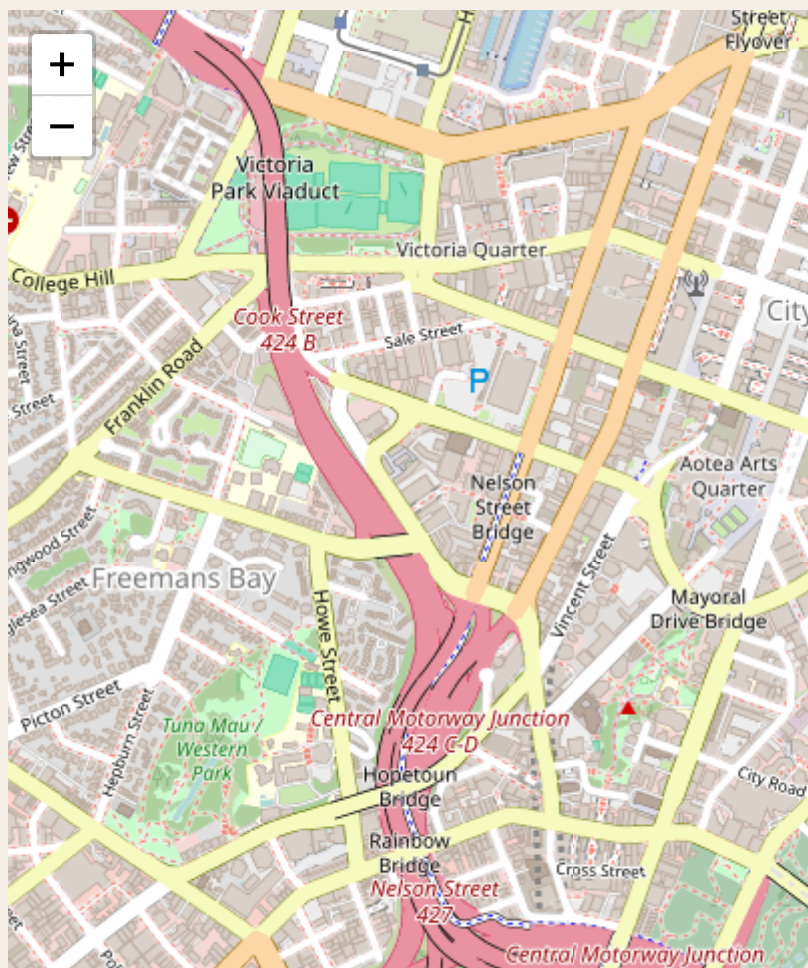 +
−
Street
Flyover
Victoria
Park Viaduct
Victoria Quarter
College Hill
City
Cook Street
424 B
Sale Street
Franklin Road
P
Street
Nelson
Street
Bridge
Aotea Arts
Quarter
Freemans Bay
Howe Street
Vincent Street
Mayoral
Drive Bridge
Picton Street
Hepburn Street
Tuna Mau /
Western
Park
Central Motorway Junction
424 C-D
Hopetoun
Bridge
City Road
Rainbow
Bridge
Cross Street
Nelson Street
427
Central Motorway Junction